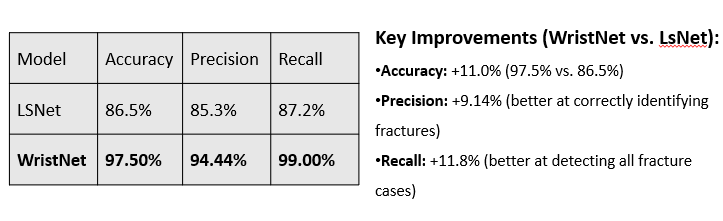 Model Accuracy Precision Recall
LSNet 86.5% 85.3% 87.2%
WristNet 97.50% 94.44% 99.00%
Key Improvements (WristNet vs. LsNet):
•Accuracy: +11.0% (97.5% vs. 86.5%)
•Precision: +9.14% (better at correctly identifying
fractures)
•Recall: +11.8% (better at detecting all fracture
cases)